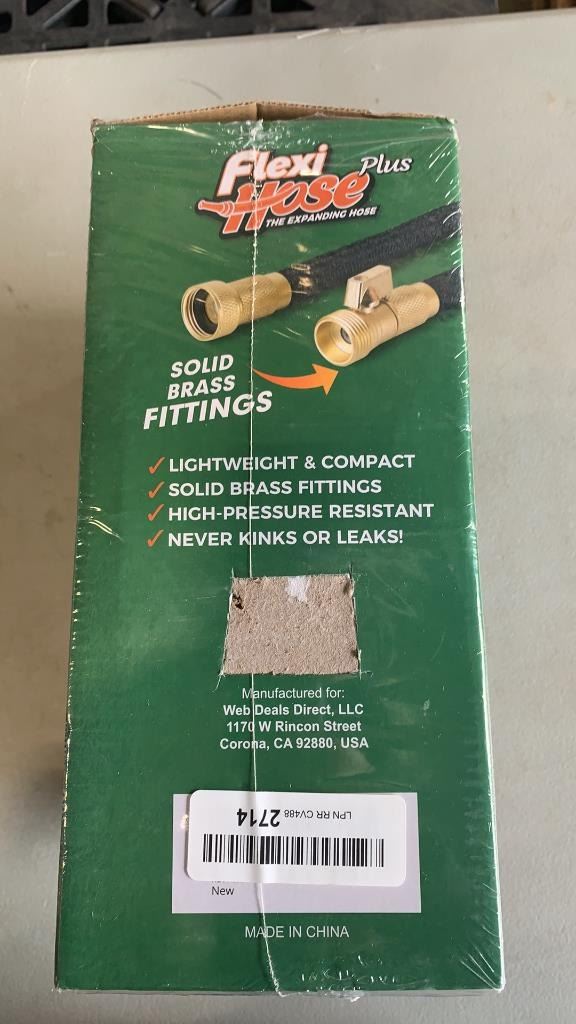 Flexi Plus
Hose
THE EXPANDING HOSE
SOLID
BRASS
FITTINGS
✓ LIGHTWEIGHT & COMPACT
✓ SOLID BRASS FITTINGS
✓ HIGH-PRESSURE RESISTANT
✓ NEVER KINKS OR LEAKS!
Manufactured for:
Web Deals Direct, LLC
1170 W Rincon Street
Corona, CA 92880, USA
LPN RR CV488 2714
New
MADE IN CHINA